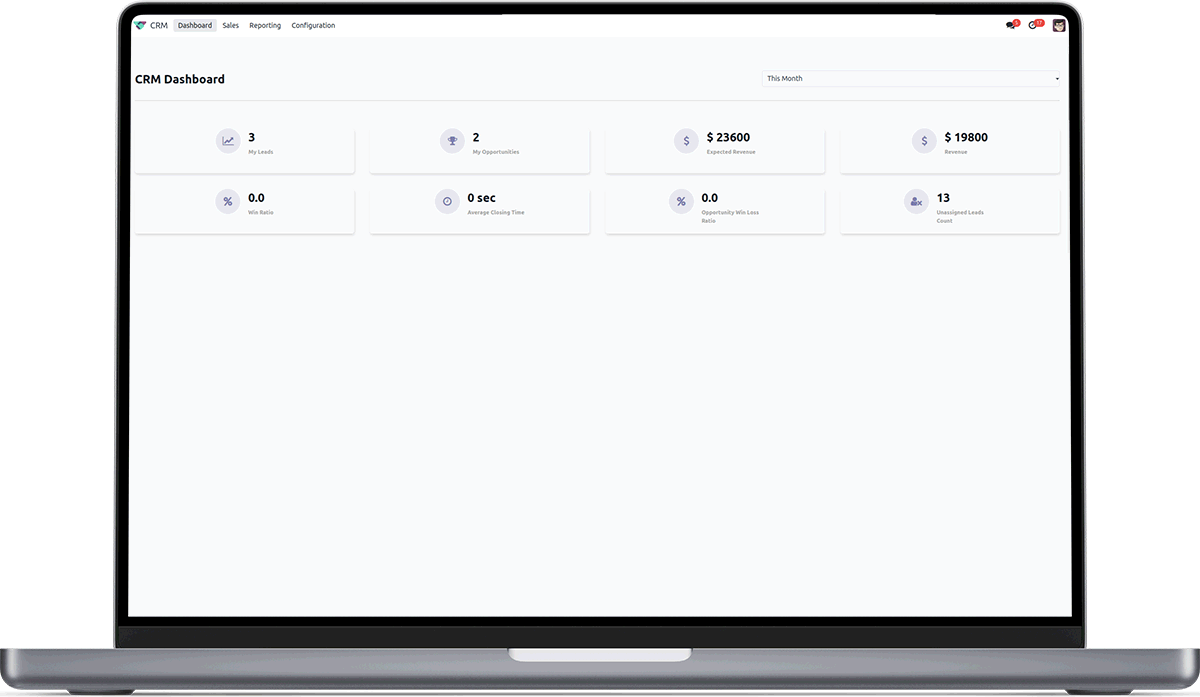 CRM Dashboard Sales Reporting Configuration
17
CRM Dashboard
This Month
3
My Leads
2
My Opportunities
$ 23600
Expected Revenue
$ 19800
Revenue
0.0
Win Ratio
0 sec
Averege Closing Time
0.0
Opportunity Win Loss
Ratio
13
Unassigned Leads
Count